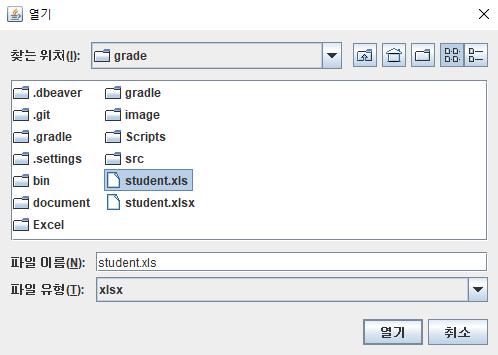 열기
찾는 위치(I): grade
.dbeaver gradle
.git image
.gradle Scripts
.settings src
bin student.xls
document student.xlsx
Excel
파일 이름(N): student.xls
파일 유형(T): xlsx
열기 취소